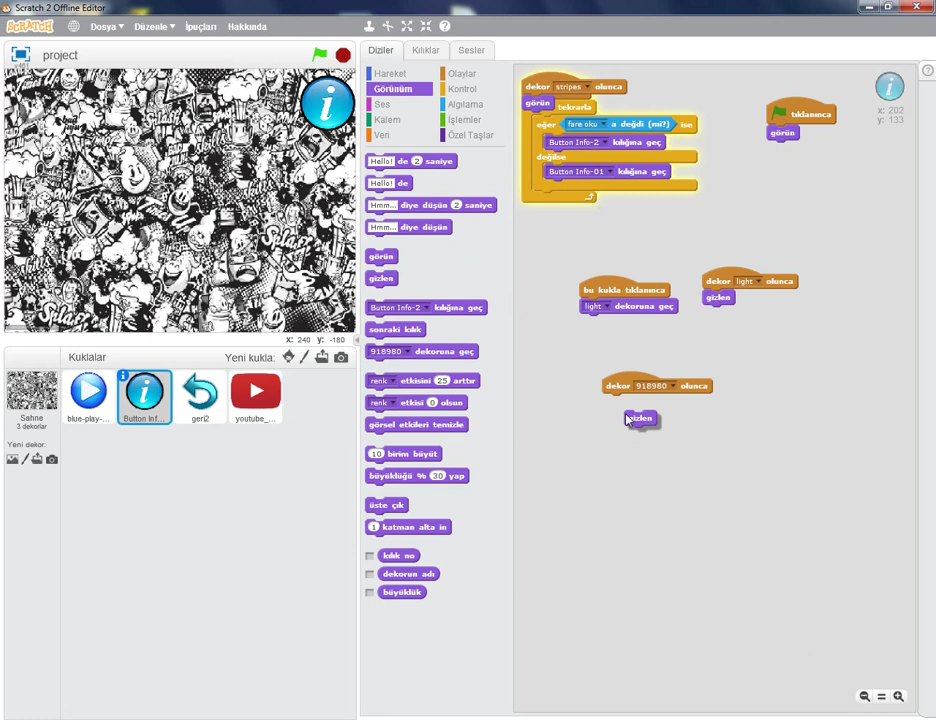 Scratch 2 Offline Editor
SCRATCH Dosya Düzenle İpuçları Hakkında
project
v461
Diziler Kılıklar Sesler
Hareket Olaylar
Görünüm Kontrol
Ses Algılama
Kalem İşlemler
Veri Özel Taşlar
Hello! de 2 saniye
Hello! de
Hmm... diye düşün 2 saniye
Hmm... diye düşün
görün
gizlen
Button Info-2 kılığına geç
sonraki kılık
918980 dekoruna geç
renk etkisini 25 arttır
renk etkisi 0 olsun
görsel etkileri temizle
10 birim büyüt
büyüklüğü % 30 yap
üste çık
1 katman alta in
kılık no
dekorun adı
büyüklük
dekor stripes olunca
görün
tekrarla
eğer fare oku a değdi (mi?) ise
Button Info-2 kılığına geç
değilse
Button Info-01 kılığına geç
tıklanınca
görün
x: 202
y: 133
bu kukla tıklanınca
light dekoruna geç
dekor light olunca
gizlen
dekor 918980 olunca
gizlen
x: 240 y: -180
Kuklalar Yeni kukla:
Sahne
3 dekorlar
Yeni dekor:
blue-play-... Button Inf... geri2 youtube_...